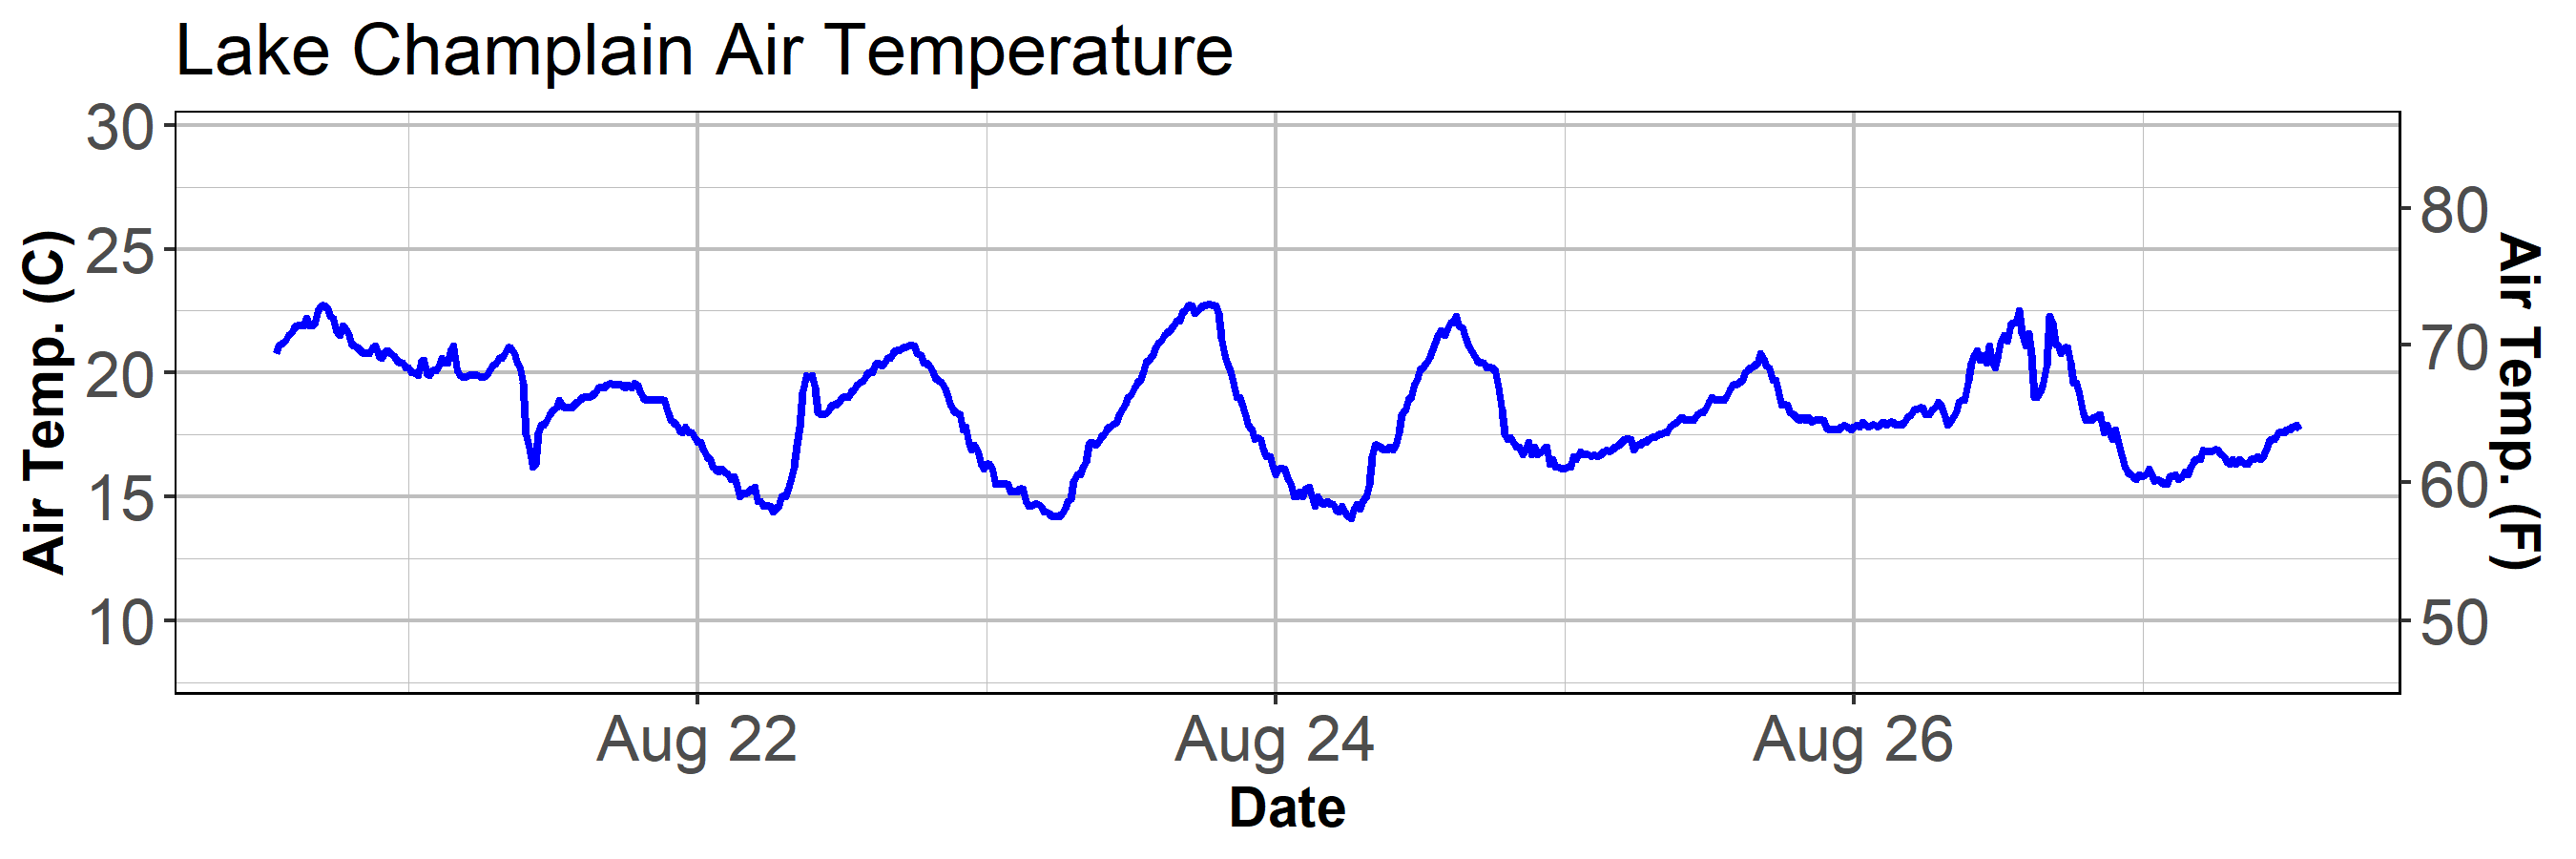 Lake Champlain Air Temperature
30
25
20
15
10
Air Temp. (C)
80
70
60
50
Air Temp. (F)
Aug 22
Aug 24
Aug 26
Date